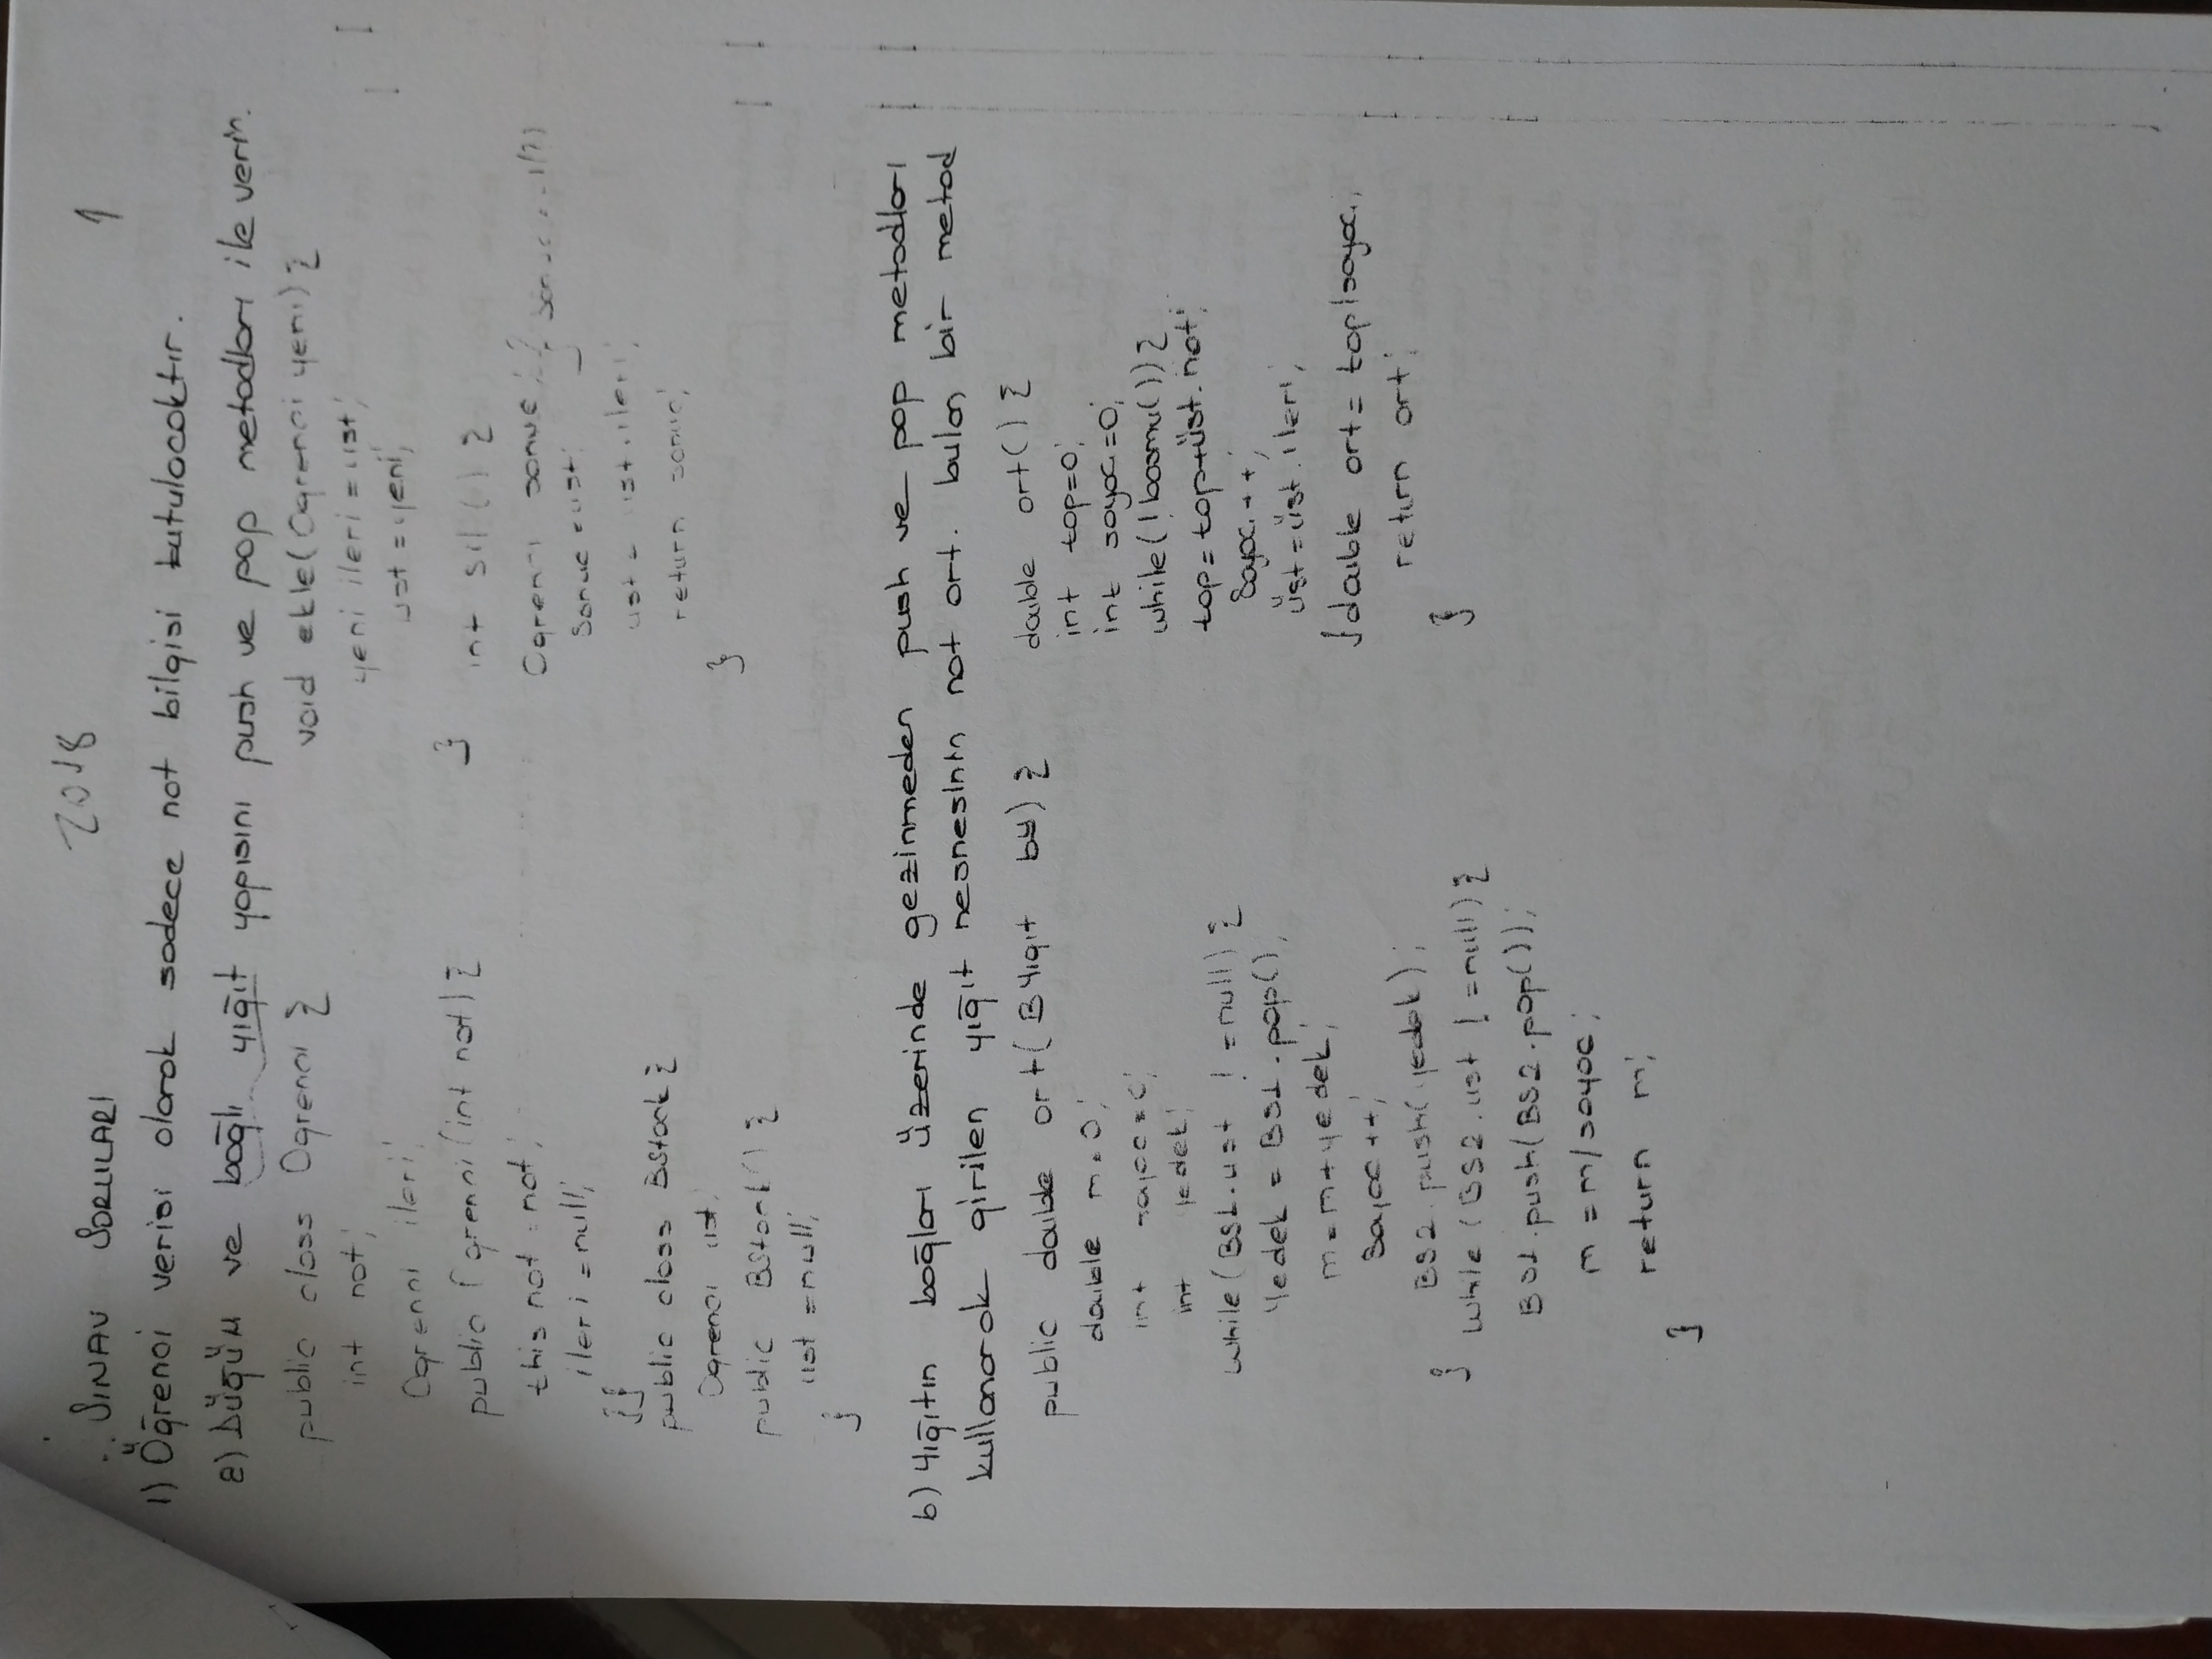 2018
1
SINAV SORULARI
1) Öğrenci verisi olarak sadece not bilgisi tutulacaktır.
a) Düğüm ve bağlı yığıt yapısını push ve pop metodları ile verin.
public class Ogrenci {
int not;
Ogrenci ileri;
public Ogrenci (int not) {
this not = not;
ileri = null;
}}
public class BStack {
Ogrenci ust;
public BStack () {
ust = null;
}
void ekle(Ogrenci yeni) {
yeni ileri = ust;
ust = yeni;
}
int sil () {
Ogrenci sonuc
sonuc = ust;
ust = ust . ileri;
return sonuc;
}
b) Yığıtın bağları üzerinde gezinmeden push ve pop metodları
kullanarak girilen yığıt nesnesinin not ort. bulan bir metod
public double ort( BYigit by) {
double m = 0;
int sayac = 0;
int yedek;
while (BS1.ust != null) {
Yedek = BS1.pop();
m = m + yedek;
Sayac ++;
BS2.push(yedek);
} while (BS2.ust != null) {
BS1.push(BS2.pop());
m = m / sayac;
return m;
}
double ort() {
int top=0;
int sayac=0;
while(!bosmu()) {
top=top+üst.not;
Sayac++;
üst=üst.ileri;
} double ort = top/sayac;
return ort;
}